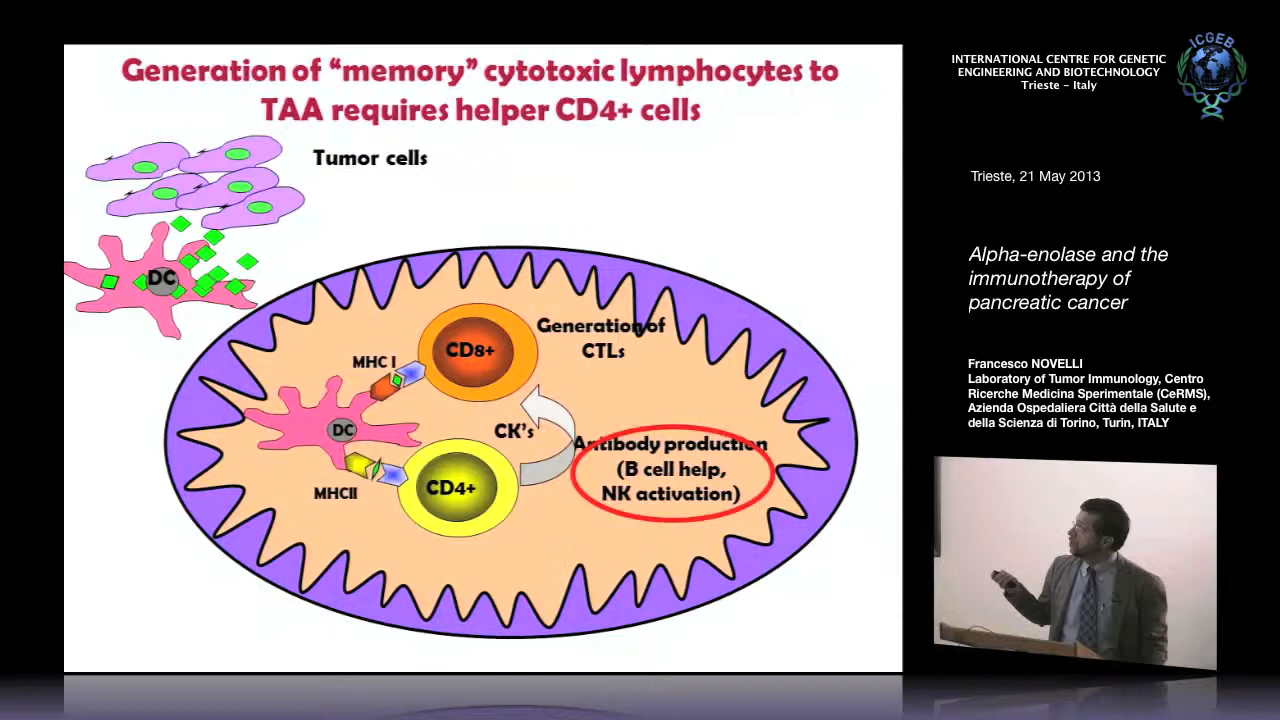 Generation of “memory” cytotoxic lymphocytes to
TAA requires helper CD4+ cells
Tumor cells
DC
Generation of
CTLs
CD8+
MHC I
DC
CK's
Antibody production
(B cell help,
NK activation)
CD4+
MHCII
INTERNATIONAL CENTRE FOR GENETIC
ENGINEERING AND BIOTECHNOLOGY
Trieste - Italy
ICGEB
Trieste, 21 May 2013
Alpha-enolase and the
immunotherapy of
pancreatic cancer
Francesco NOVELLI
Laboratory of Tumor Immunology, Centro
Ricerche Medicina Sperimentale (CeRMS),
Azienda Ospedaliera Città della Salute e
della Scienza di Torino, Turin, ITALY